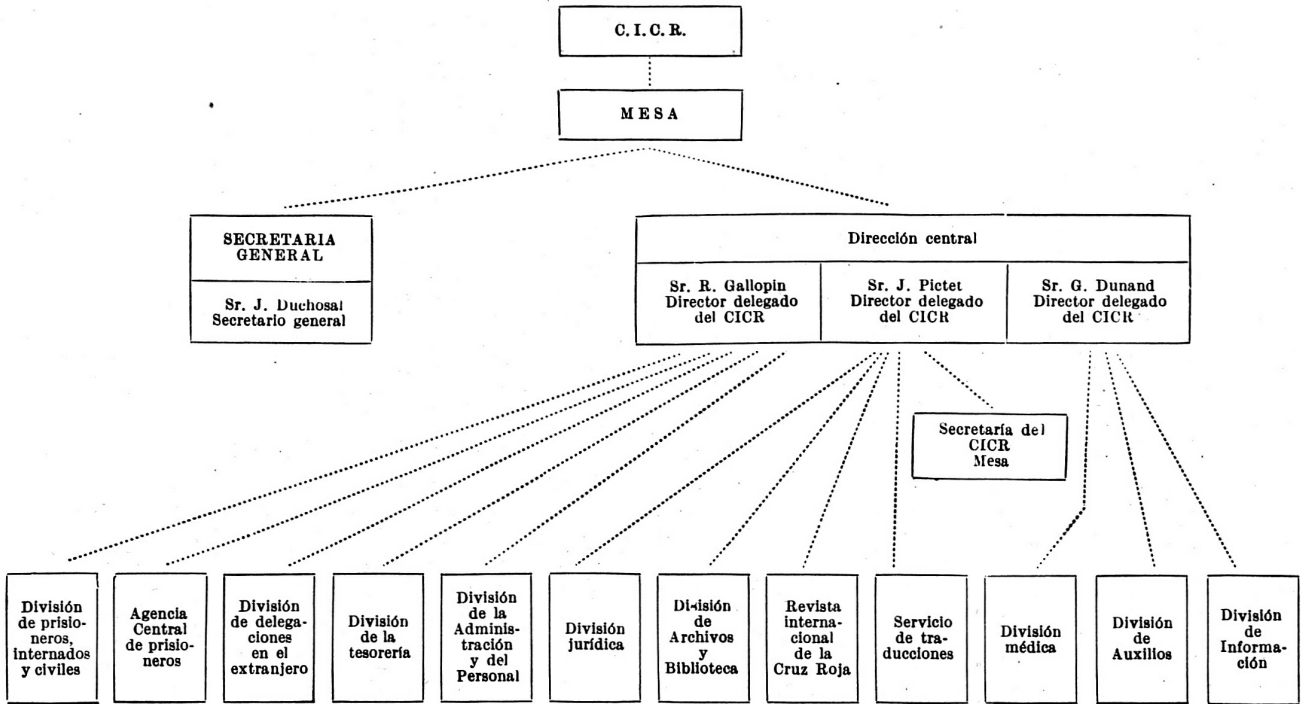 C.I.C.R.
MESA
SECRETARIA
GENERAL
Sr. J. Duchosal
Secretario general
Dirección central
Sr. R. Gallopin
Director delegado
del CICR
Sr. J. Pictet
Director delegado
del CICR
Sr. G. Dunand
Director delegado
del CICR
Secretaría del
CICR
Mesa
División
de prisio-
neros,
internados
y civiles
Agencia
Central
de prisio-
neros
División
de delega-
ciones
en el
extranjero
División
de la
tesorería
División
de la
Adminis-
tración
y del
Personal
División
jurídica
División
de
Archivos
y
Biblioteca
Revista
interna-
cional
de la
Cruz Roja
Servicio
de tra-
ducciones
División
médica
División
de
Auxilios
División
de
Informa-
ción